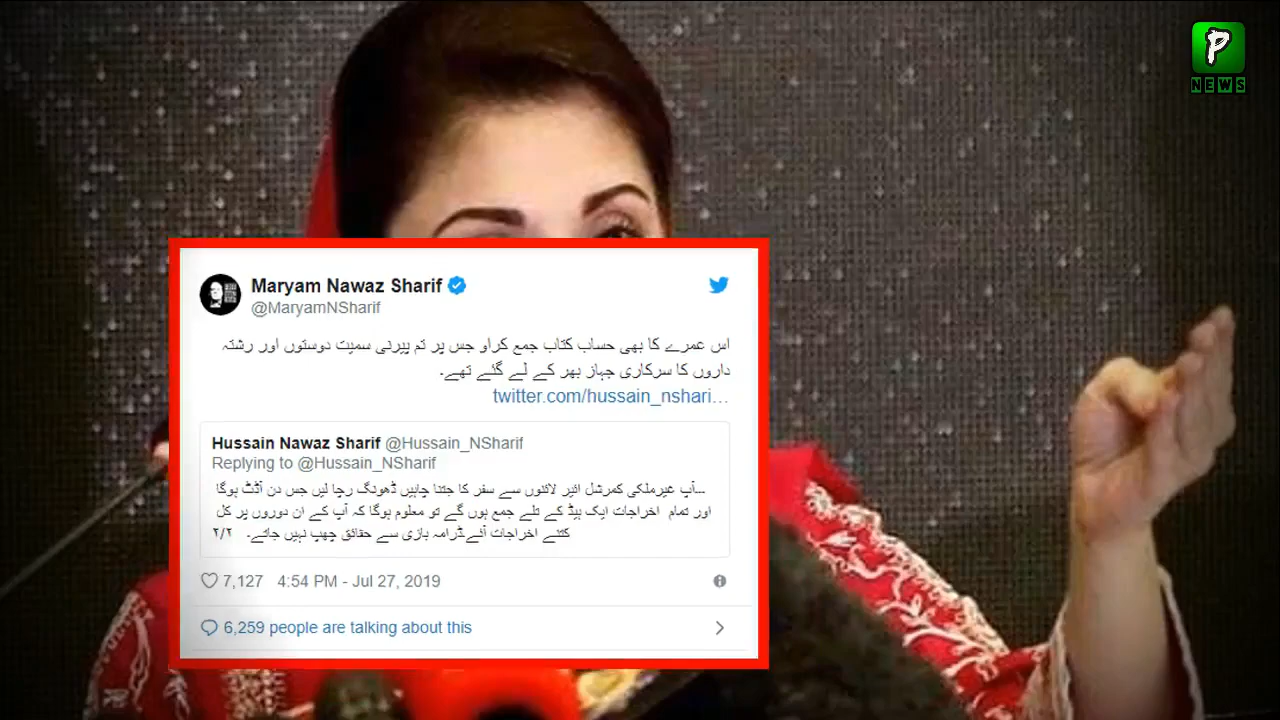 P
NEWS
Maryam Nawaz Sharif
@MaryamNSharif
اس عمرے کا بھی حساب کتاب جمع کراو جس پر تم پیرنی سمیت دوستوں اور رشتہ
داروں کا سرکاری جہاز بھر کے لے گئے تھے۔
twitter.com/hussain_nshari…
Hussain Nawaz Sharif @Hussain_NSharif
Replying to @Hussain_NSharif
...آپ غیرملکی کمرشل ائیر لائنوں سے سفر کا جتنا چاہیں ڈھونگ رچا لیں جس دن آڈٹ ہوگا
اور تمام اخراجات ایک ہیڈ کے تلے جمع ہوں گے تو معلوم ہوگا کہ آپ کے ان دوروں پر کل
کتنے اخراجات آئے۔ڈرامہ بازی سے حقائق چھپ نہیں جاتے۔ ۲/۲
7,127 4:54 PM - Jul 27, 2019
6,259 people are talking about this